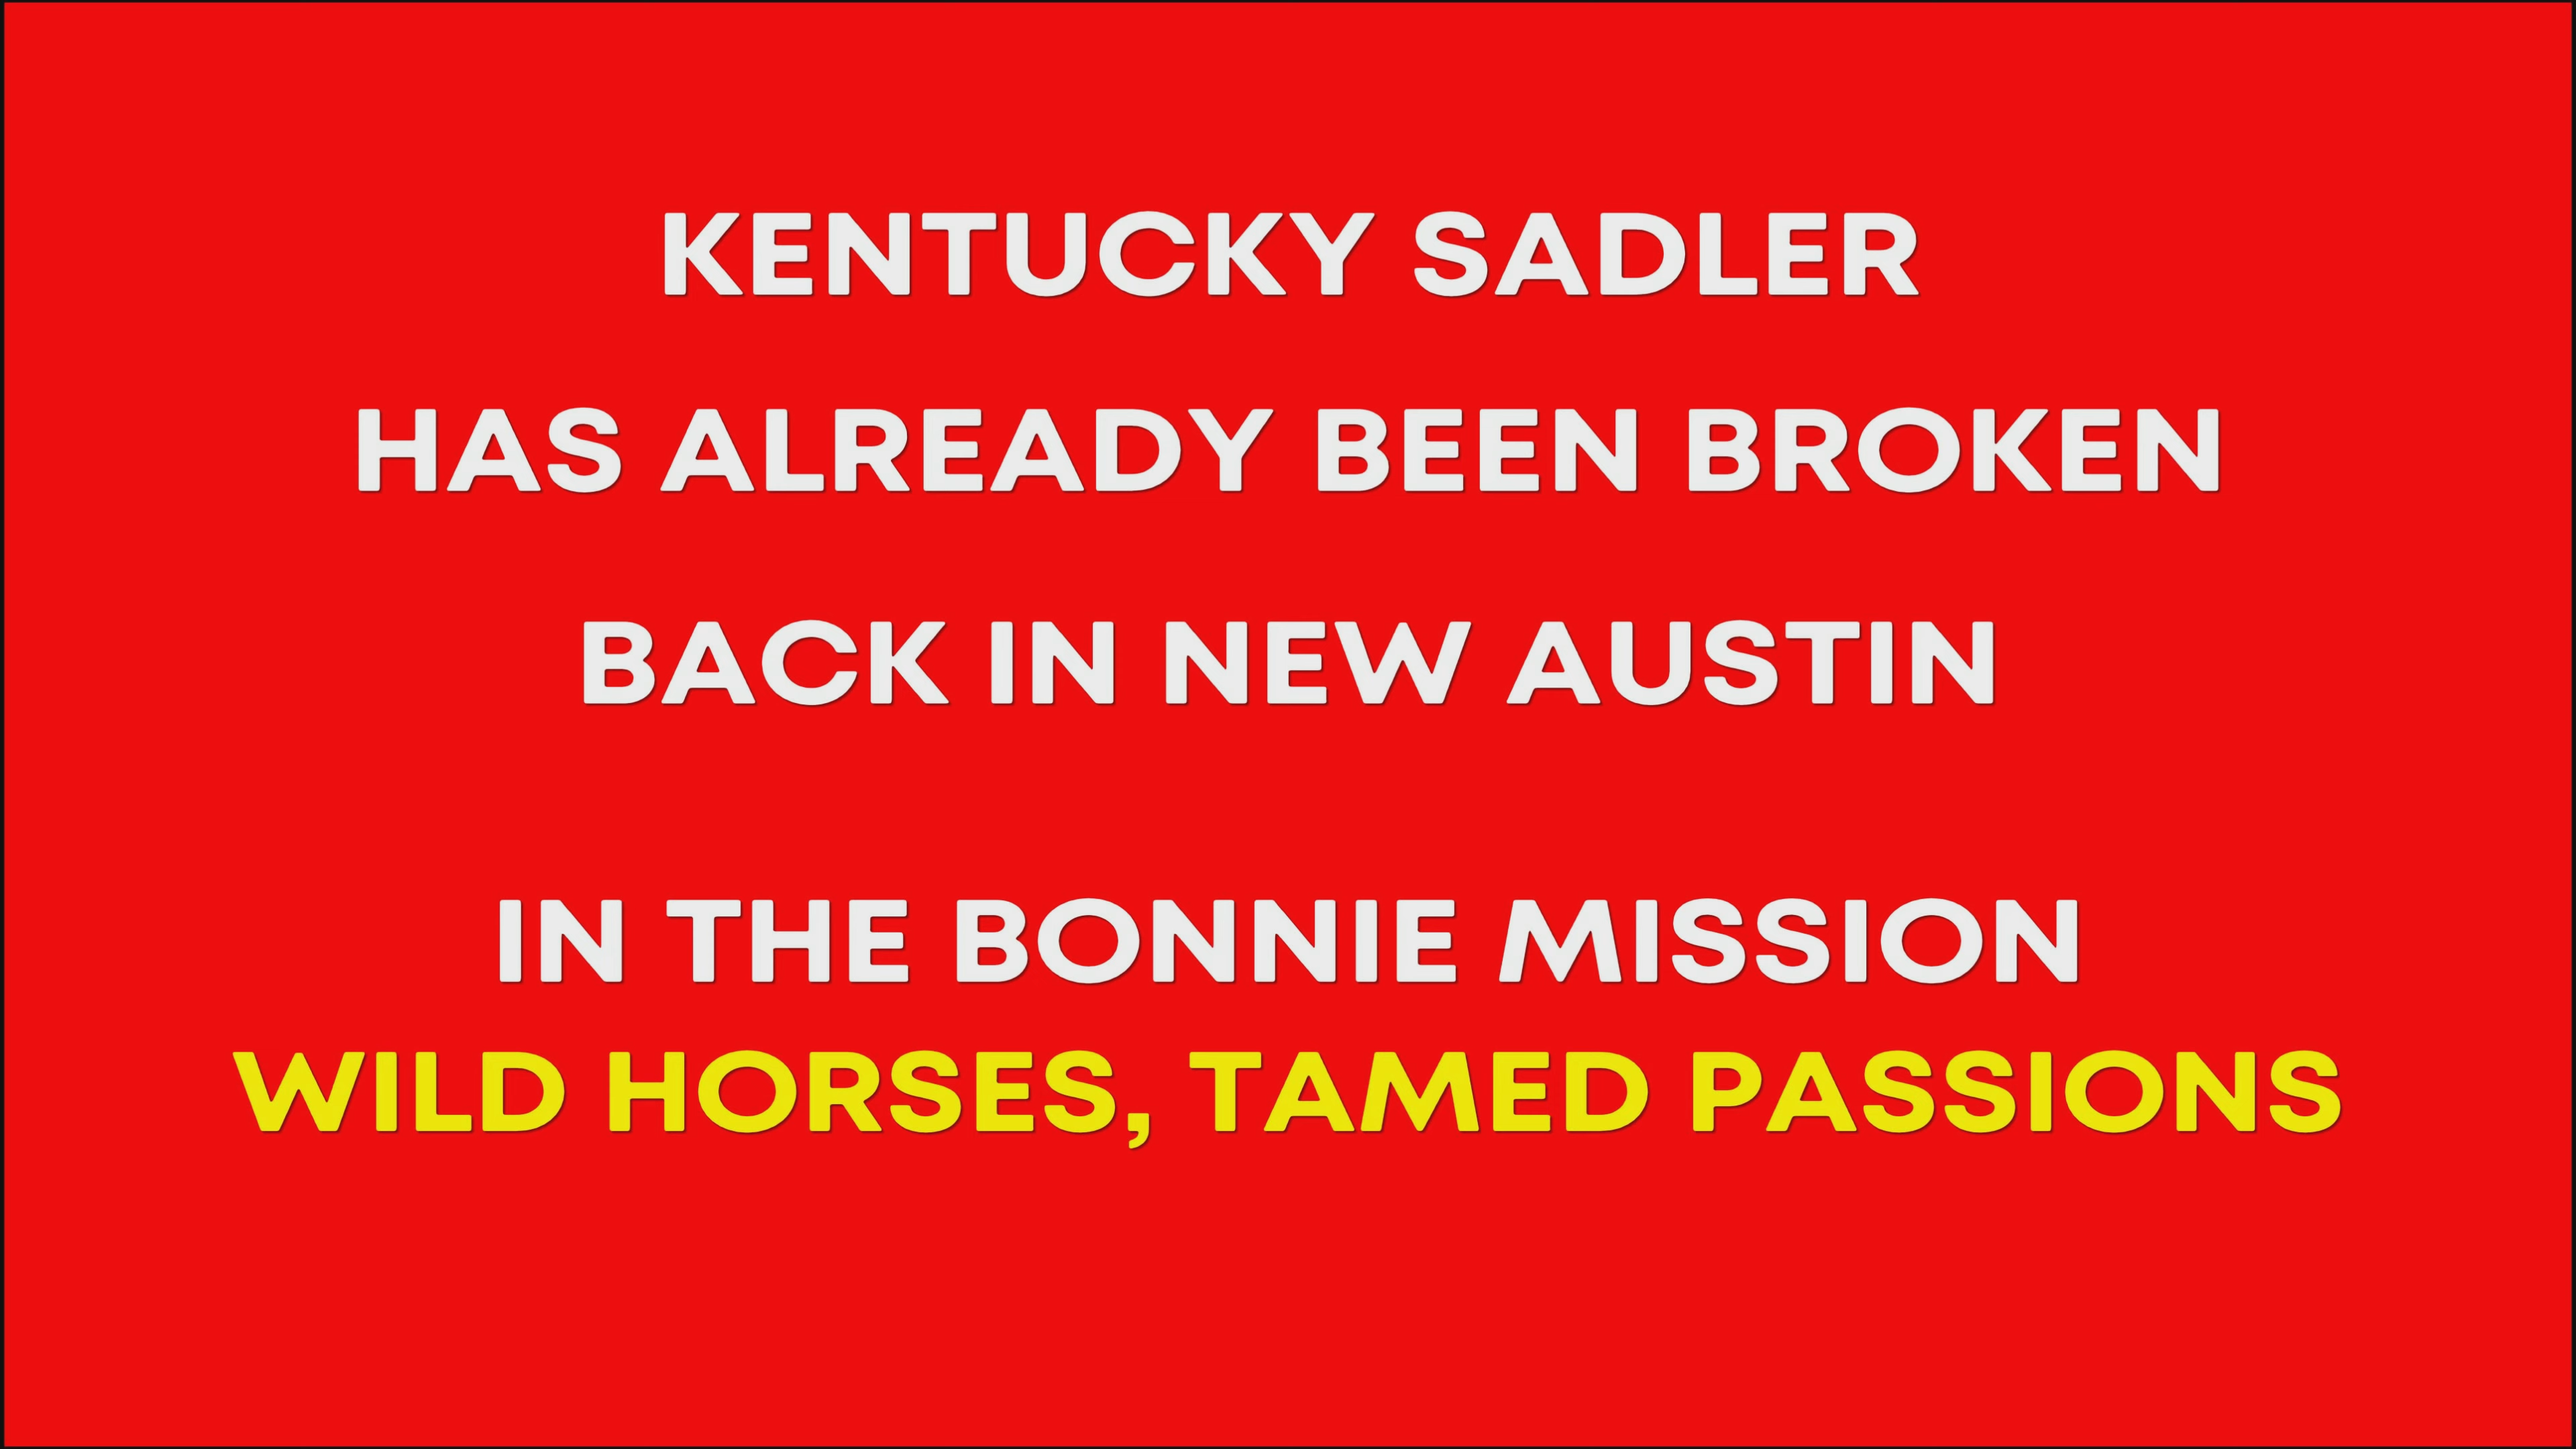 KENTUCKY SADLER
HAS ALREADY BEEN BROKEN
BACK IN NEW AUSTIN
IN THE BONNIE MISSION
WILD HORSES, TAMED PASSIONS